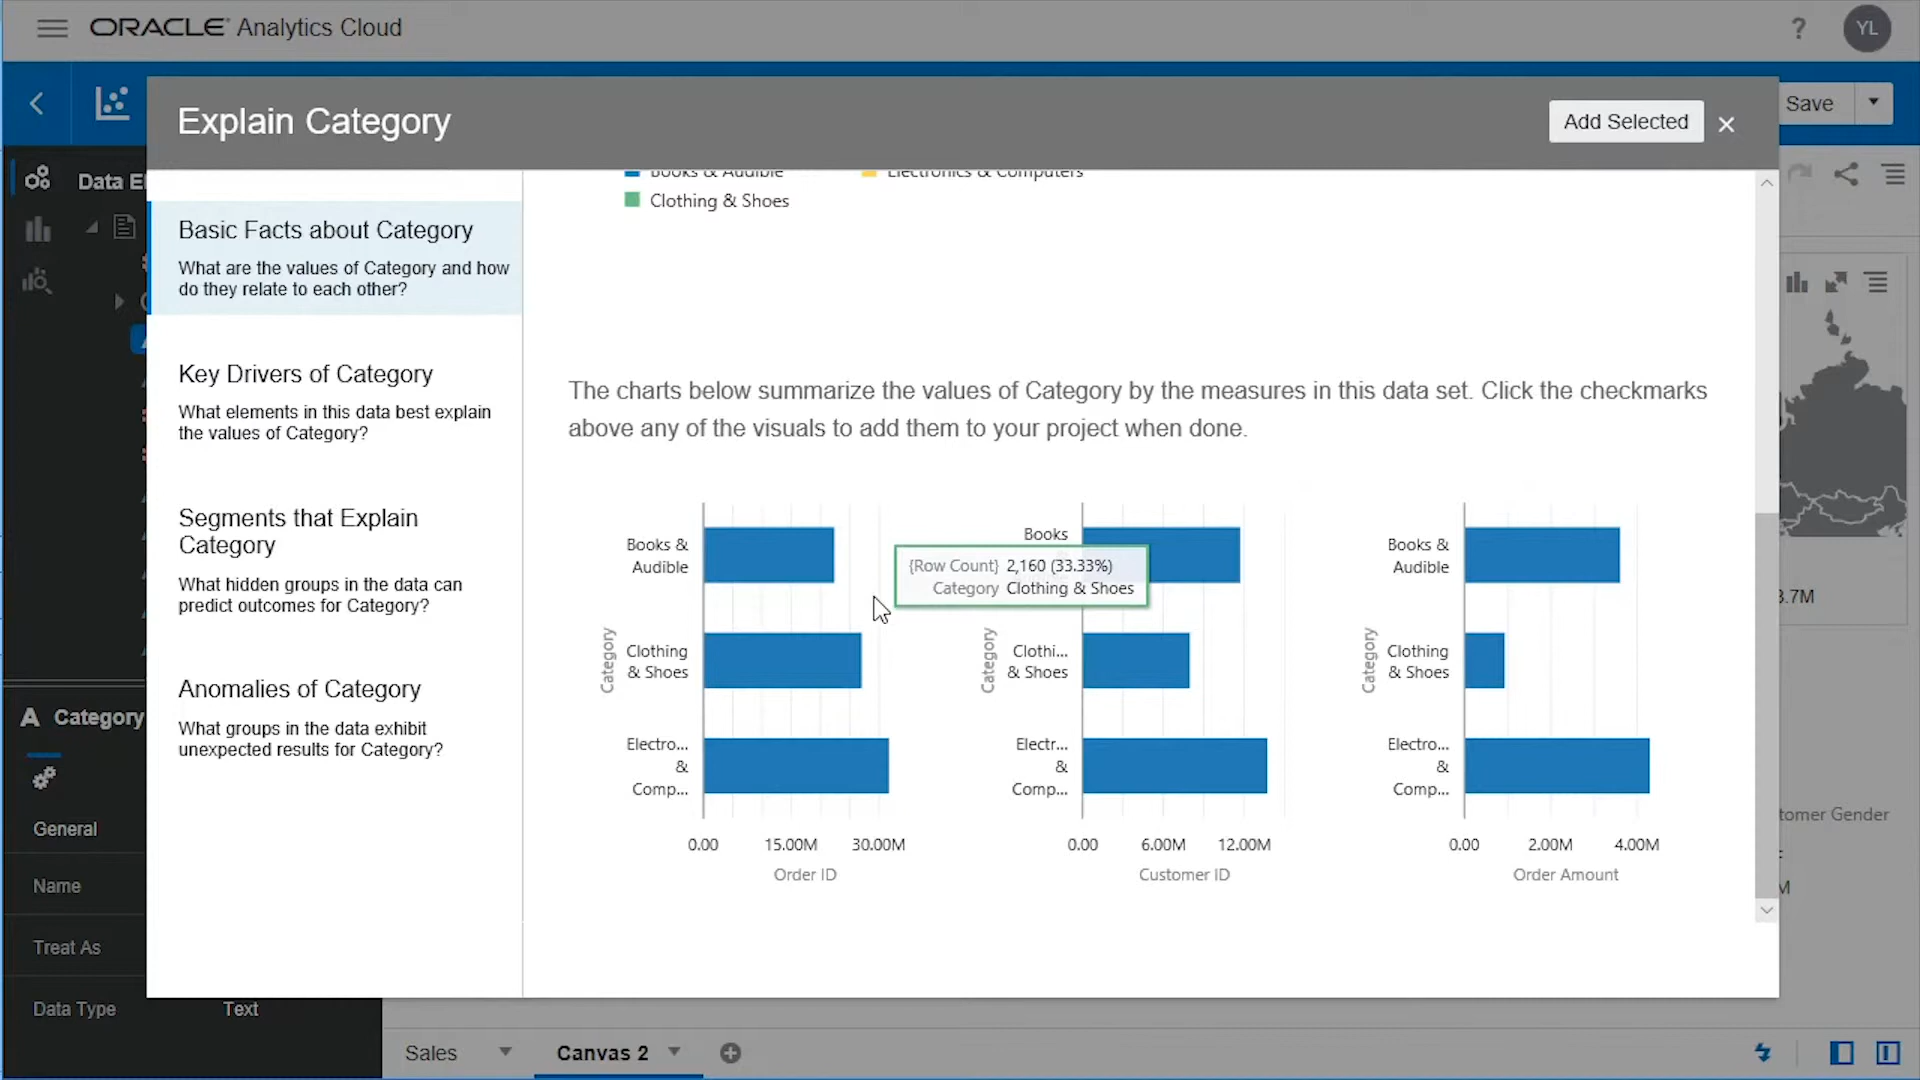 ORACLE Analytics Cloud
?
YL
Save
Explain Category
Add Selected
Data El
Basic Facts about Category
What are the values of Category and how
do they relate to each other?
Key Drivers of Category
What elements in this data best explain
the values of Category?
Segments that Explain
Category
What hidden groups in the data can
predict outcomes for Category?
Anomalies of Category
What groups in the data exhibit
unexpected results for Category?
Books & Audible
Electronics & Computers
Clothing & Shoes
The charts below summarize the values of Category by the measures in this data set. Click the checkmarks
above any of the visuals to add them to your project when done.
Category
Books &
Audible
Clothing
& Shoes
Electro...
&
Comp...
0.00 15.00M 30.00M
Order ID
Category
Books
Clothi...
& Shoes
Electr...
&
Comp...
0.00 6.00M 12.00M
Customer ID
{Row Count} 2,160 (33.33%)
Category Clothing & Shoes
Category
Books &
Audible
Clothing
& Shoes
Electro...
&
Comp...
0.00 2.00M 4.00M
Order Amount
3.7M
tomer Gender
M
A Category
General
Name
Treat As
Data Type Text
Sales
Canvas 2